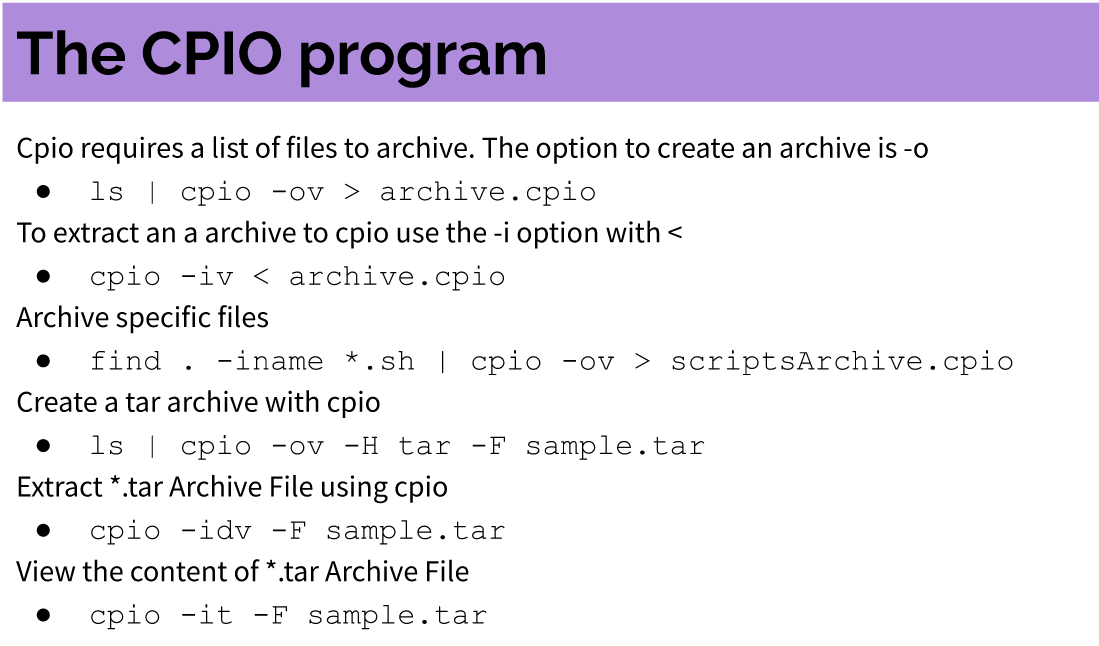 The CPIO program
Cpio requires a list of files to archive. The option to create an archive is -o
● ls | cpio -ov > archive.cpio
To extract an a archive to cpio use the -i option with <
● cpio -iv < archive.cpio
Archive specific files
● find . -iname *.sh | cpio -ov > scriptsArchive.cpio
Create a tar archive with cpio
● ls | cpio -ov -H tar -F sample.tar
Extract *.tar Archive File using cpio
● cpio -idv -F sample.tar
View the content of *.tar Archive File
● cpio -it -F sample.tar